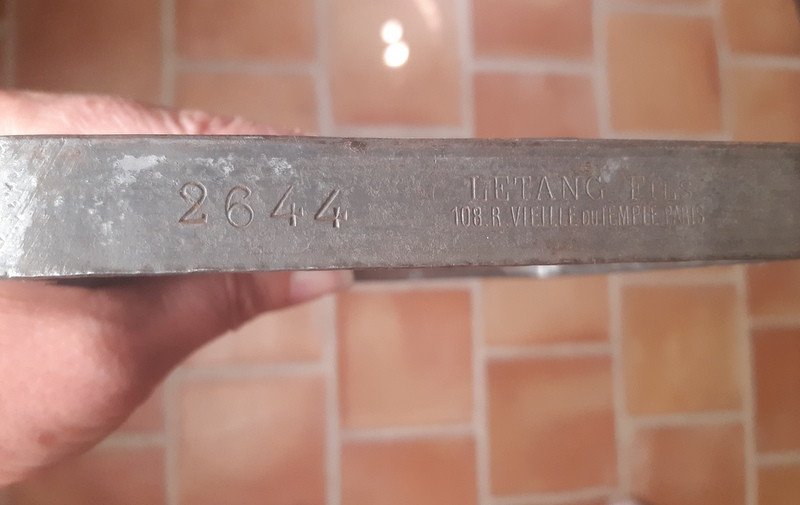 2644
LETANG FILS
108.R.VIEILLE DU TEMPLE.PARIS